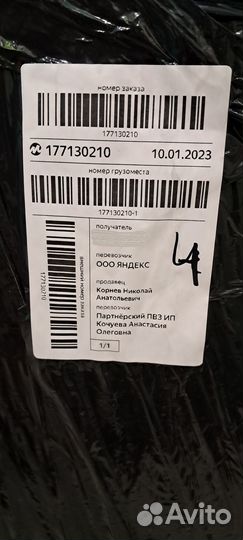 номер заказа
177130210
177130210 10.01.2023
номер грузоместа
177130210-1
177130210
получатель
перевозчик
ООО ЯНДЕКС
4
продавец
Корнев Николай
Анатольевич
перевозчик
Партнёрский ПВЗ ИП
Кочуева Анастасия
Олеговна
1/1
Avito